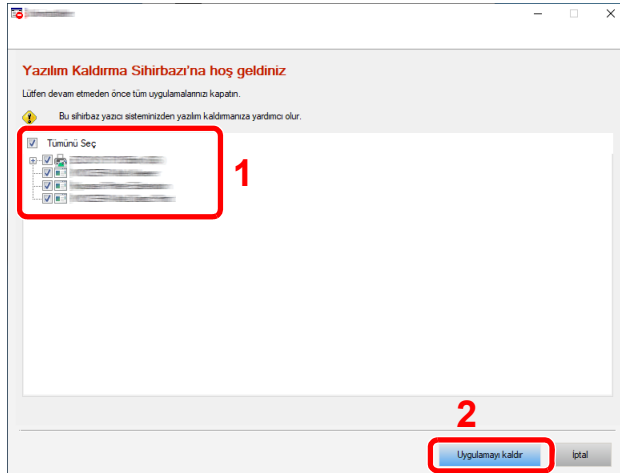 Yazılım Kaldırma Sihirbazı'na hoş geldiniz
Lütfen devam etmeden önce tüm uygulamalarınızı kapatın.
Bu sihirbaz yazıcı sisteminizden yazılım kaldırmanıza yardımcı olur.
Tümünü Seç
1
2
Uygulamayı kaldır
İptal